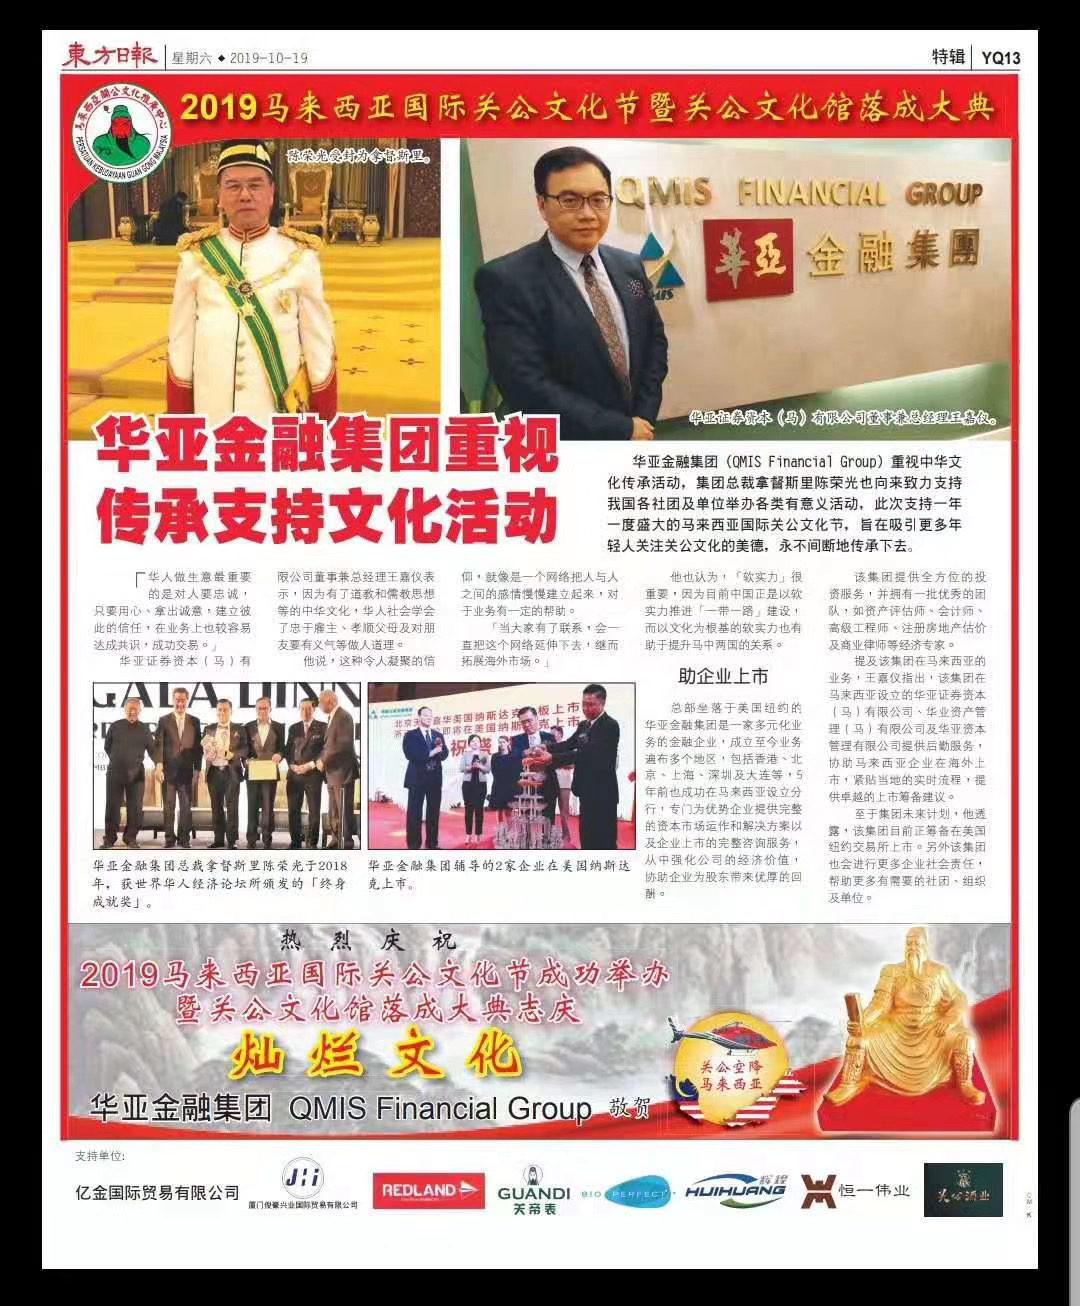 東方日報
星期六 ◆ 2019-10-19
特辑
YQ13
马来西亚關公文化推展中心
PERSATUAN KEBUDAYAAN GUAN GONG MALAYSIA
2019马来西亚国际关公文化节暨关公文化馆落成大典
陈荣光受封为拿督斯里。
QMIS FINANCIAL GROUP
華亚金融集團
QMIS
华亚证券资本（马）有限公司董事兼总经理王嘉仪。
华亚金融集团重视
传承支持文化活动
华亚金融集团（QMIS Financial Group）重视中华文
化传承活动，集团总裁拿督斯里陈荣光也向来致力支持
我国各社团及单位举办各类有意义活动，此次支持一年
一度盛大的马来西亚国际关公文化节，旨在吸引更多年
轻人关注关公文化的美德，永不间断地传承下去。
「华人做生意最重要
的是对人要忠诚，
只要用心、拿出诚意，建立彼
此的信任，在业务上也较容易
达成共识，成功交易。」
华亚证券资本（马）有
限公司董事兼总经理王嘉仪表
示，因为有了道教和儒教思想
等的中华文化，华人社会学会
了忠于雇主、孝顺父母及对朋
友要有义气等做人道理。
他说，这种令人凝聚的信
仰，就像是一个网络把人与人
之间的感情慢慢建立起来，对
于业务有一定的帮助。
「当大家有了联系，会一
直把这个网络延伸下去，继而
拓展海外市场。」
他也认为，「软实力」很
重要，因为目前中国正是以软
实力推进「一带一路」建设，
而以文化为根基的软实力也有
助于提升马中两国的关系。
助企业上市
总部坐落于美国纽约的
华亚金融集团是一家多元化业
务的金融企业，成立至今业务
遍布多个地区，包括香港、北
京、上海、深圳及大连等，5
年前也成功在马来西亚设立分
行，专门为优势企业提供完整
的资本市场运作和解决方案以
及企业上市的完整咨询服务，
从中强化公司的经济价值，
协助企业为股东带来优厚的回
酬。
该集团提供全方位的投
资服务，并拥有一批优秀的团
队，如资产评估师、会计师、
高级工程师、注册房地产估价
及商业律师等经济专家。
提及该集团在马来西亚的
业务，王嘉仪指出，该集团在
马来西亚设立的华亚证券资本
（马）有限公司、华业资产管
理（马）有限公司及华亚资本
管理有限公司提供后勤服务，
协助马来西亚企业在海外上
市，紧贴当地的实时流程，提
供卓越的上市筹备建议。
至于集团未来计划，他透
露，该集团目前正筹备在美国
纽约交易所上市。另外该集团
也会进行更多企业社会责任，
帮助更多有需要的社团、组织
及单位。
GALA DINN
华亚金融集团总裁拿督斯里陈荣光于2018
年，获世界华人经济论坛所颁发的「终身
成就奖」。
华亚金融集团辅导的2家企业在美国纳斯达
克上市。
热烈庆祝
2019马来西亚国际关公文化节成功举办
暨关公文化馆落成大典志庆
灿烂文化
华亚金融集团 QMIS Financial Group 敬贺
关公空降
马来西亚
支持单位:
亿金国际贸易有限公司
JHi
厦门俊豪兴业国际贸易有限公司
REDLAND
GUANDI
关帝表
BIO PERFECT
辉煌
HUIHUANG
恒一伟业
关公酒业